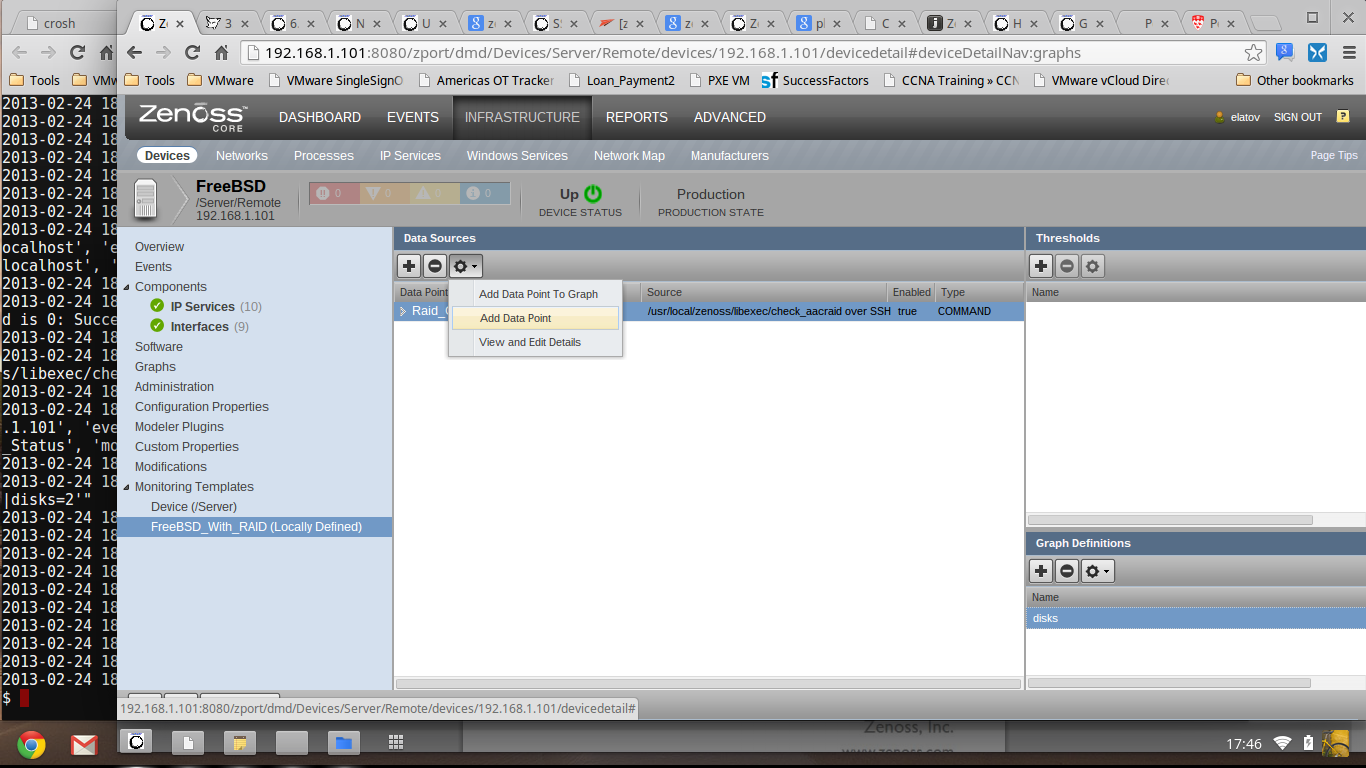 crosh
Ze
3
6.
N
U
ze
SS
[z
ze
Ze
pl
C
Ze
H
G
P
Po
192.168.1.101:8080/zport/dmd/Devices/Server/Remote/devices/192.168.1.101/devicedetail#deviceDetailNav:graphs
Tools
VMw
Tools
VMware
VMware SingleSignO
Americas OT Tracker
Loan_Payment2
PXE VM
SuccessFactors
CCNA Training » CCN
VMware vCloud Direc
Other bookmarks
2013-02-24 18
2013-02-24 18
2013-02-24 18
2013-02-24 18
2013-02-24 18
2013-02-24 18
2013-02-24 18
2013-02-24 18
ocalhost', 'e
localhost', '
2013-02-24 18
2013-02-24 18
d is 0: Succe
2013-02-24 18
2013-02-24 18
s/libexec/che
2013-02-24 18
2013-02-24 18
.1.101', 'eve
_Status', 'mo
2013-02-24 18
2013-02-24 18
|disks=2'"
2013-02-24 18
2013-02-24 18
2013-02-24 18
2013-02-24 18
2013-02-24 18
2013-02-24 18
2013-02-24 18
2013-02-24 18
2013-02-24 18
2013-02-24 18
$
Zenoss
CORE
DASHBOARD
EVENTS
INFRASTRUCTURE
REPORTS
ADVANCED
elatov
SIGN OUT
?
Devices
Networks
Processes
IP Services
Windows Services
Network Map
Manufacturers
Page Tips
FreeBSD
/Server/Remote
192.168.1.101
0
0
0
0
Up
DEVICE STATUS
Production
PRODUCTION STATE
Overview
Events
Components
IP Services (10)
Interfaces (9)
Software
Graphs
Administration
Configuration Properties
Modeler Plugins
Custom Properties
Modifications
Monitoring Templates
Device (/Server)
FreeBSD_With_RAID (Locally Defined)
Data Sources
Data Point
Source
Enabled
Type
Raid_
/usr/local/zenoss/libexec/check_aacraid over SSH
true
COMMAND
Add Data Point To Graph
Add Data Point
View and Edit Details
Thresholds
Name
Graph Definitions
Name
disks
192.168.1.101:8080/zport/dmd/Devices/Server/Remote/devices/192.168.1.101/devicedetail#
Zenoss, Inc.
www.zenoss.com
17:46